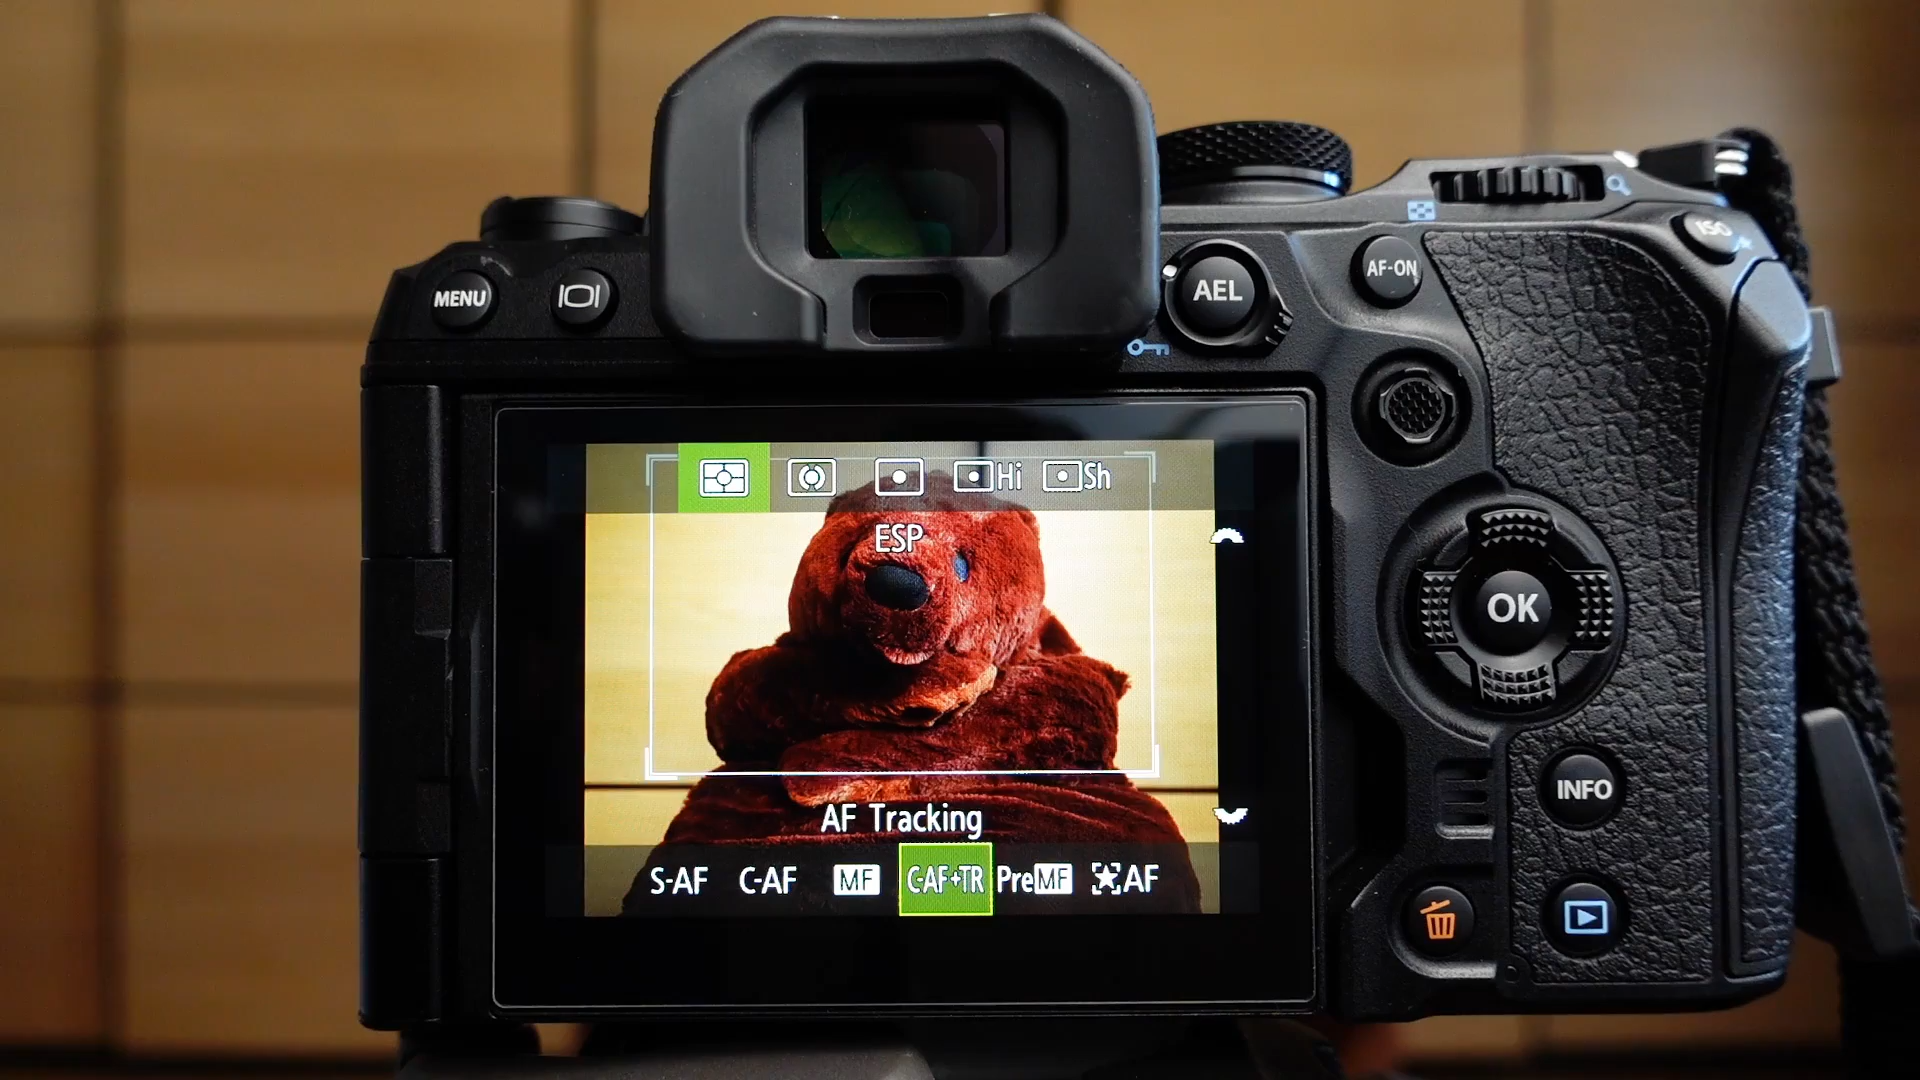 ISO
AF-ON
MENU
AEL
Hi
Sh
ESP
OK
INFO
AF Tracking
S-AF C-AF MF C-AF+TR PreMF AF